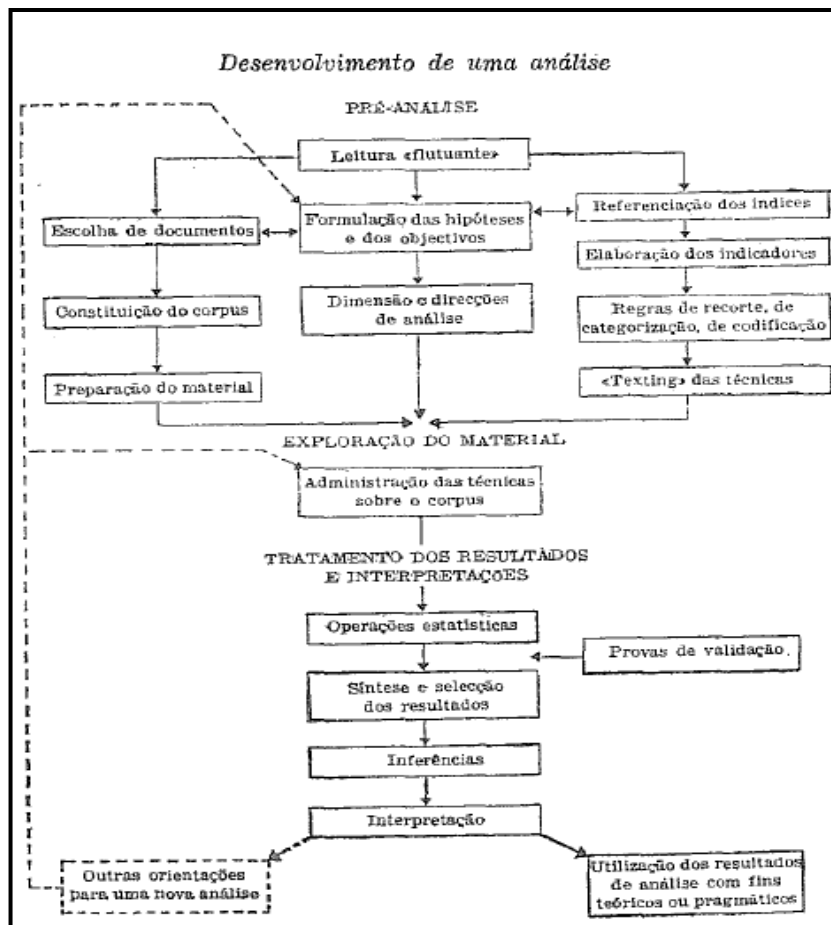 Desenvolvimento de uma análise
PRÉ-ANÁLISE
Leitura «flutuante»
Escolha de documentos
Formulação das hipóteses
e dos objectivos
Referenciação dos índices
Elaboração dos indicadores
Constituição do corpus
Dimensão e direcções
de análise
Regras de recorte, de
categorização, de codificação
Preparação do material
«Texting» das técnicas
EXPLORAÇÃO DO MATERIAL
Administração das técnicas
sobre o corpus
TRATAMENTO DOS RESULTADOS
E INTERPRETAÇÕES
Operações estatísticas
Provas de validação.
Síntese e selecção
dos resultados
Inferências
Interpretação
Outras orientações
para uma nova análise
Utilização dos resultados
de análise com fins
teóricos ou pragmáticos